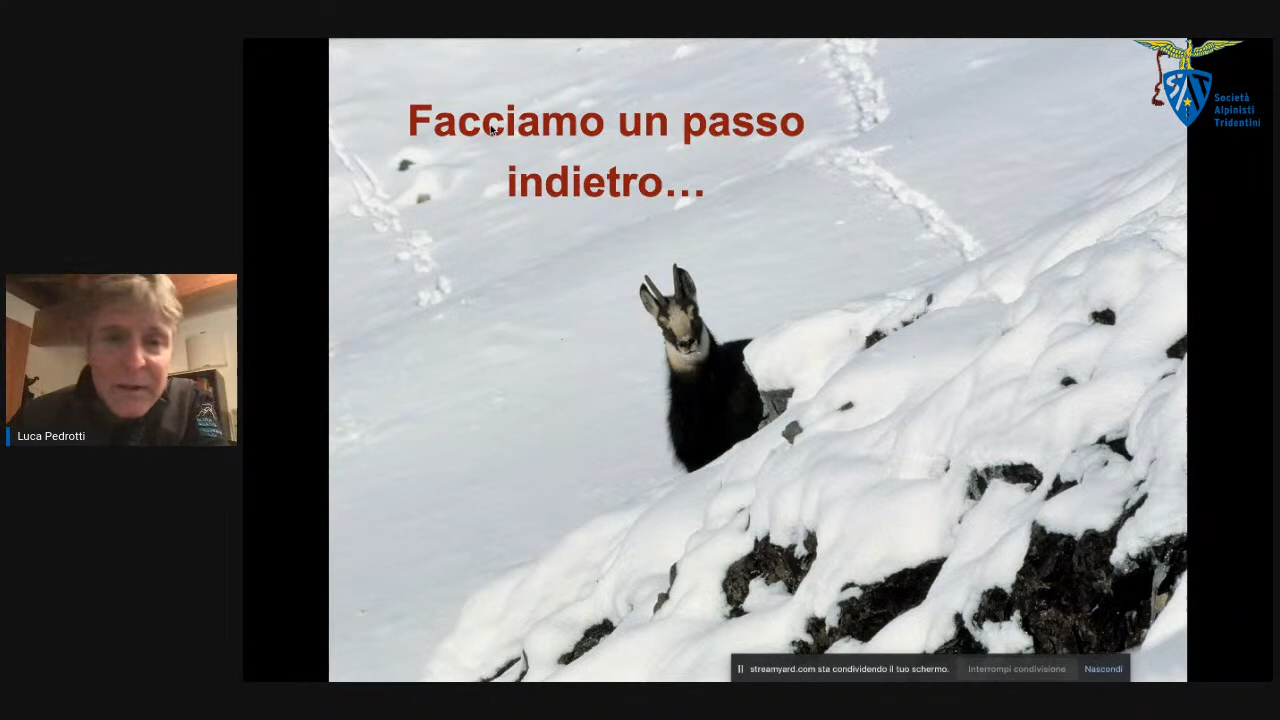 Facciamo un passo
indietro...
SAT
Società
Alpinisti
Tridentini
Luca Pedrotti
streamyard.com sta condividendo il tuo schermo.
Interrompi condivisione
Nascondi